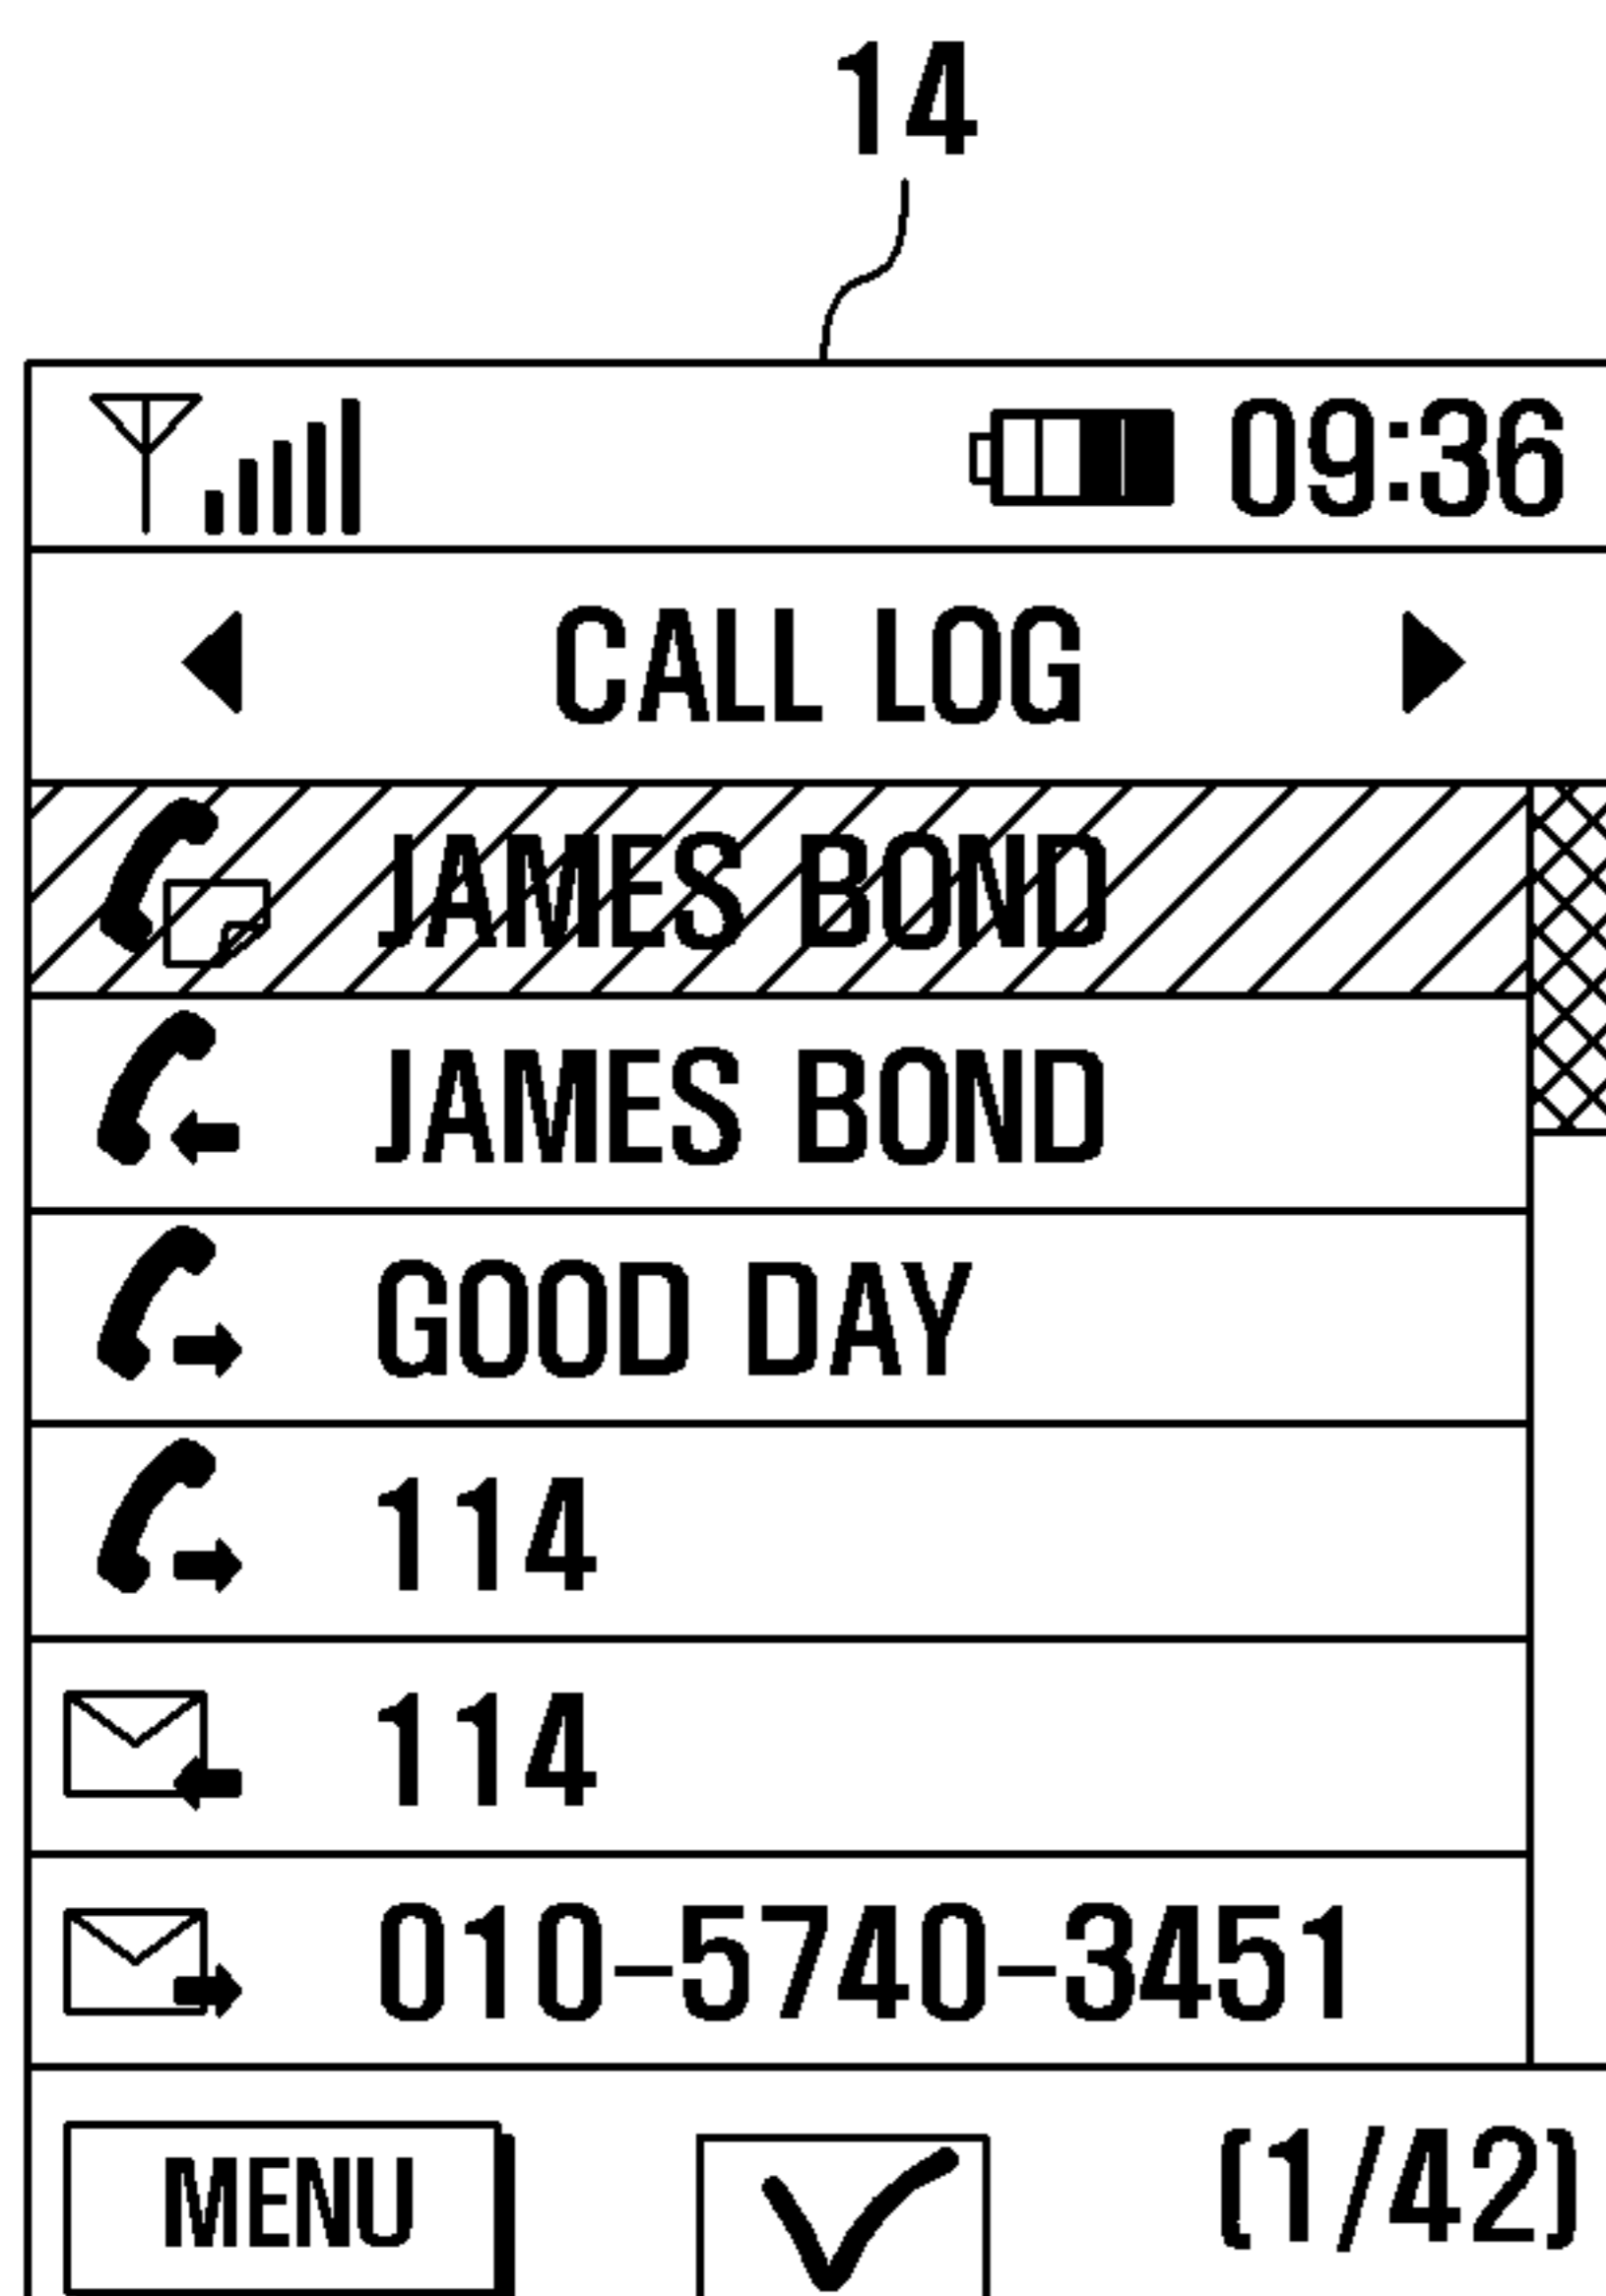 14
09:36
CALL LOG
JAMES BOND
JAMES BOND
GOOD DAY
114
114
010-5740-3451
MENU (1/42)